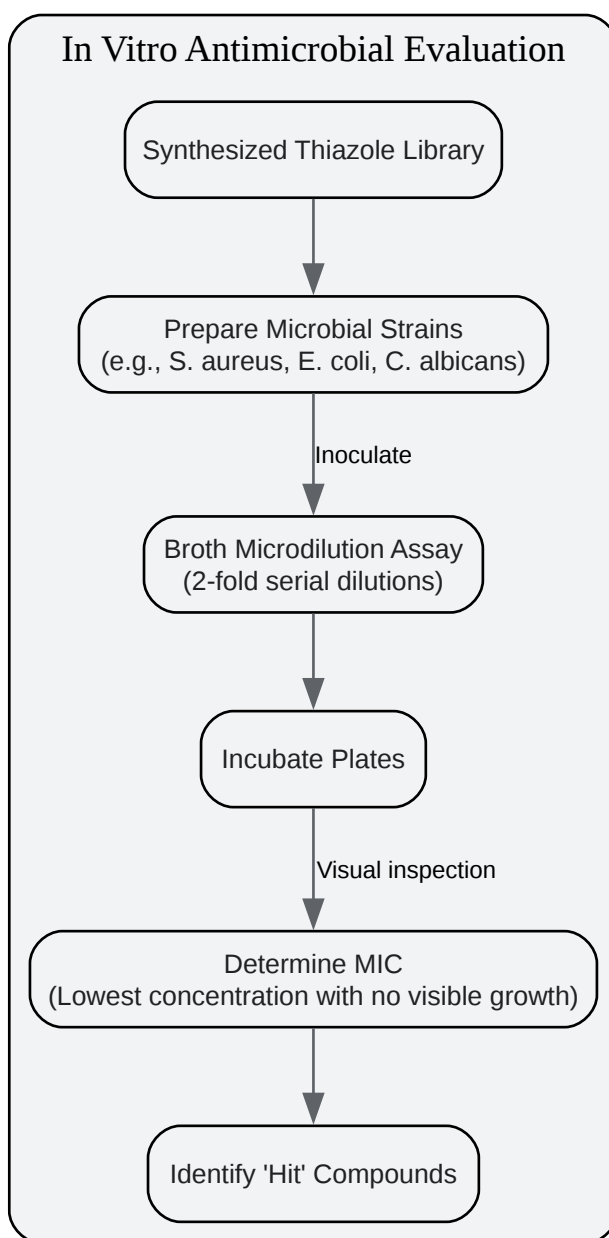 In Vitro Antimicrobial Evaluation
Synthesized Thiazole Library
Prepare Microbial Strains
(e.g., S. aureus, E. coli, C. albicans)
Inoculate
Broth Microdilution Assay
(2-fold serial dilutions)
Incubate Plates
Visual inspection
Determine MIC
(Lowest concentration with no visible growth)
Identify 'Hit' Compounds